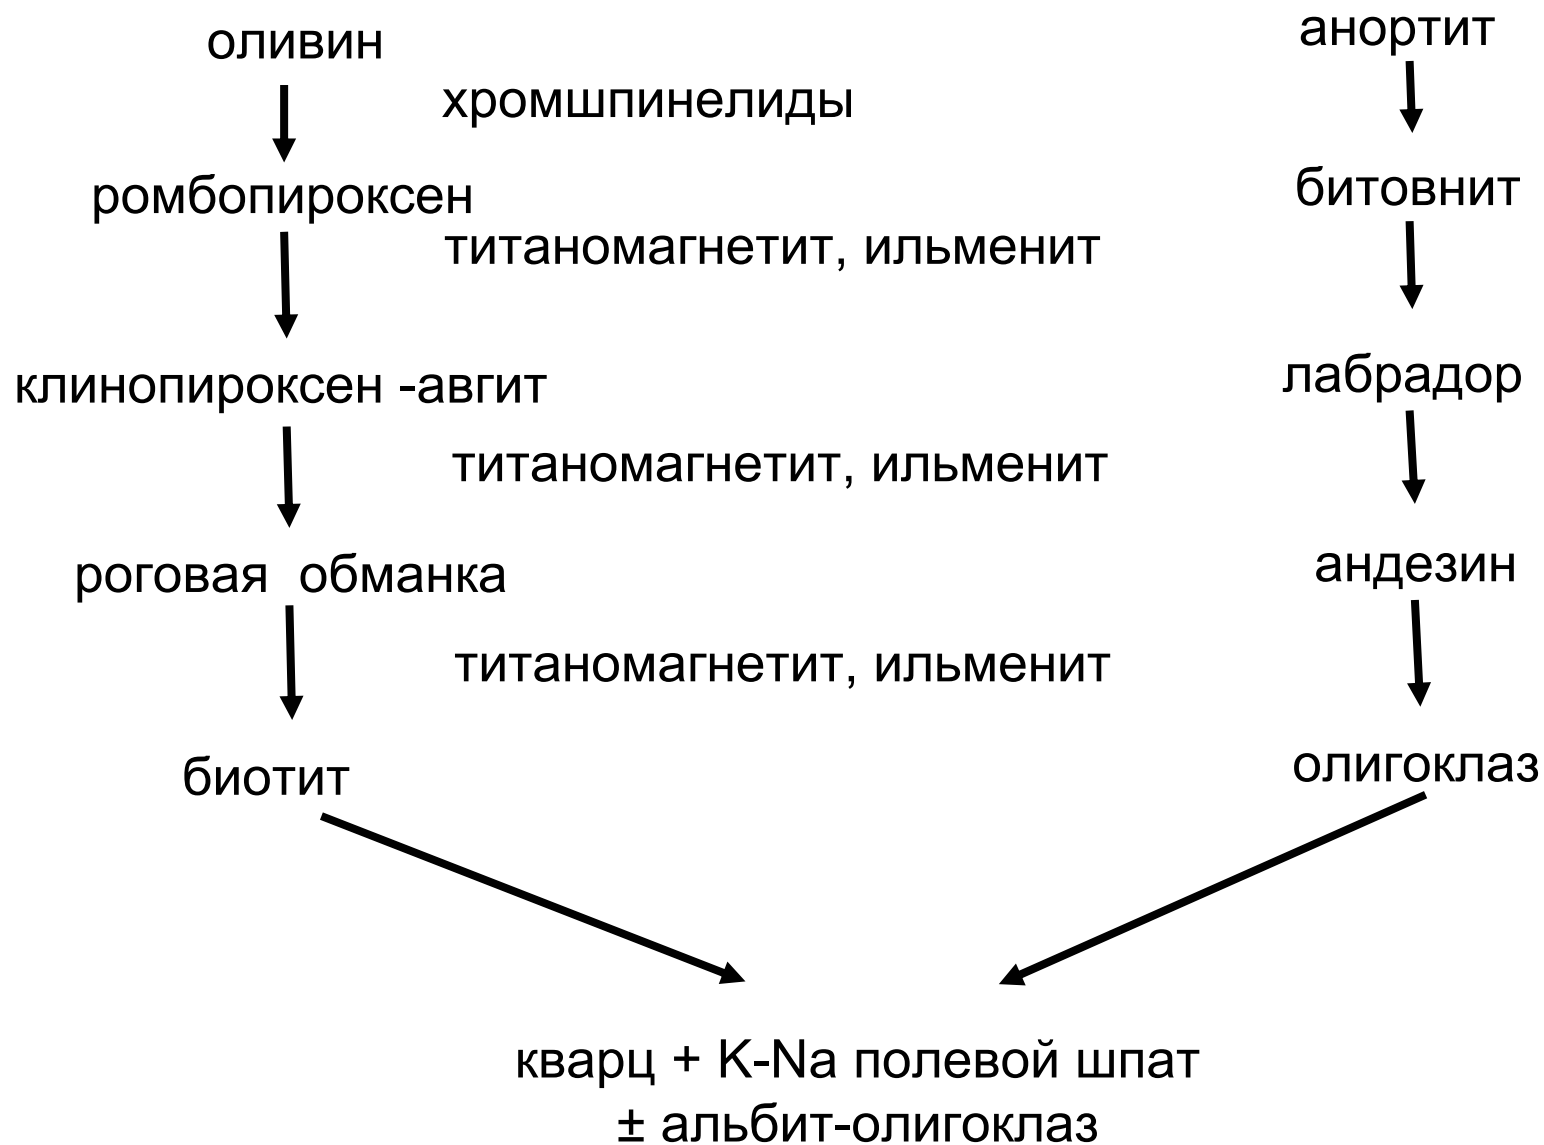 оливин
анортит
хромшпинелиды
ромбопироксен
битовнит
титаномагнетит, ильменит
клинопироксен -авгит
лабрадор
титаномагнетит, ильменит
роговая обманка
андезин
титаномагнетит, ильменит
биотит
олигоклаз
кварц + K-Na полевой шпат
± альбит-олигоклаз